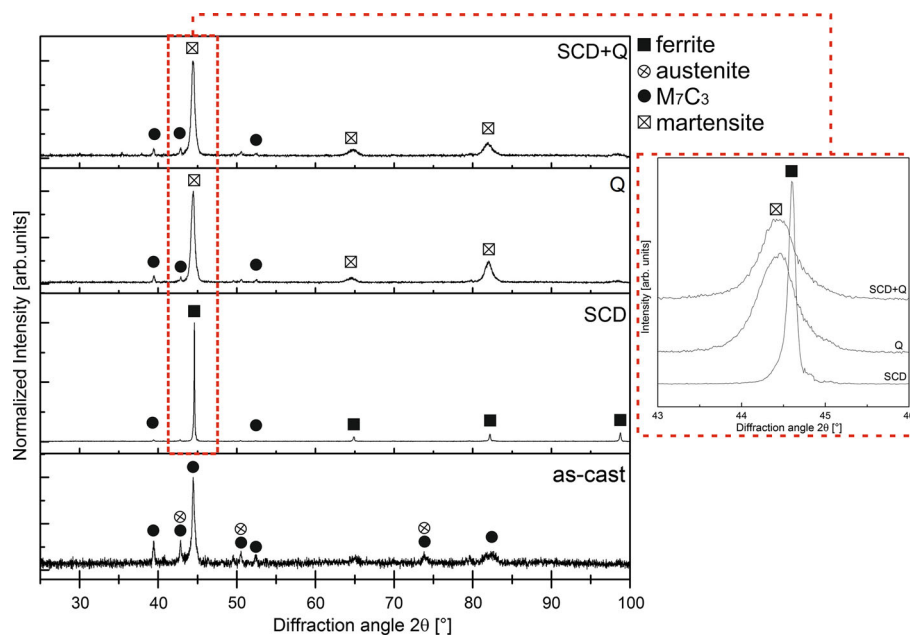 SCD+Q
Q
SCD
as-cast
Normalized Intensity [arb.units]
30 40 50 60 70 80 90 100
Diffraction angle 2θ [°]
ferrite
austenite
M₇C₃
martensite
Intensity [arb. units]
SCD+Q
Q
SCD
43 44 45 46
Diffraction angle 2θ [°]